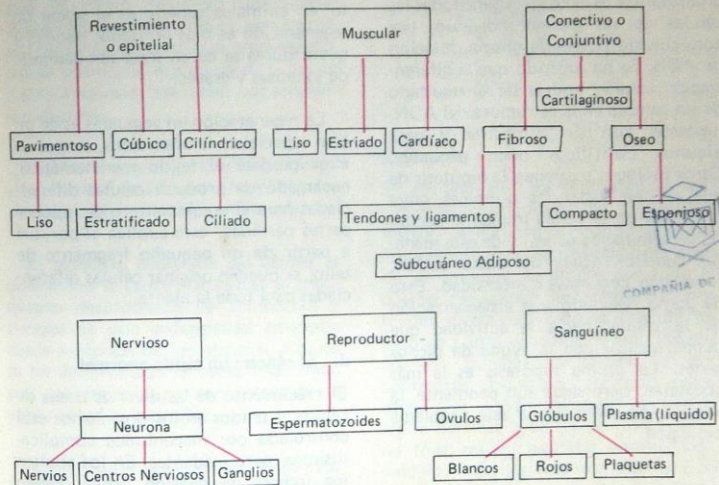 Revestimiento
o epitelial
Muscular
Conectivo o
Conjuntivo
Cartilaginoso
Pavimentoso
Cúbico
Cilíndrico
Liso
Estriado
Cardíaco
Fibroso
Oseo
Liso
Estratificado
Ciliado
Tendones y ligamentos
Compacto
Esponjoso
Subcutáneo Adiposo
COMPAÑIA DE
Nervioso
Reproductor
Sanguíneo
Neurona
Espermatozoides
Ovulos
Glóbulos
Plasma (líquido)
Nervios
Centros Nerviosos
Ganglios
Blancos
Rojos
Plaquetas